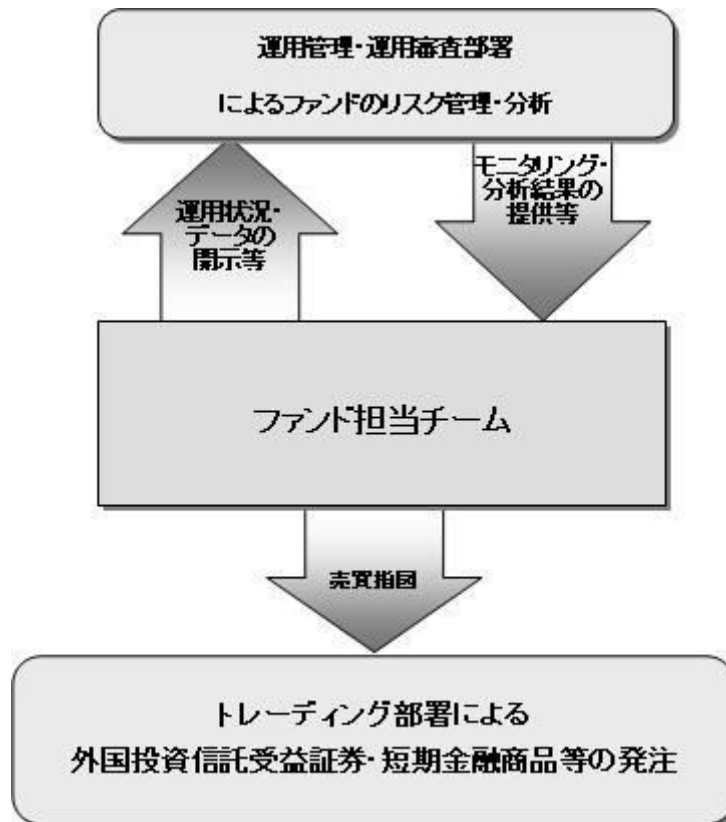 運用管理・運用審査部署
によるファンドのリスク管理・分析
運用状況・
データの
開示等
モニタリング・
分析結果の
提供等
ファンド担当チーム
売買指図
トレーディング部署による
外国投資信託受益証券・短期金融商品等の発注